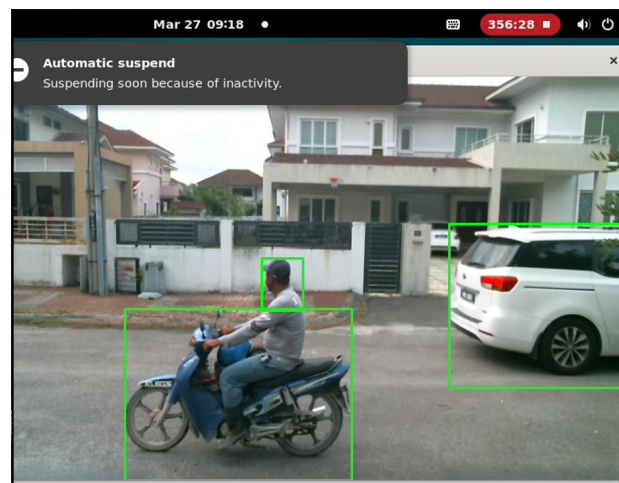 Mar 27 09:18
356:28
Automatic suspend
Suspending soon because of inactivity.